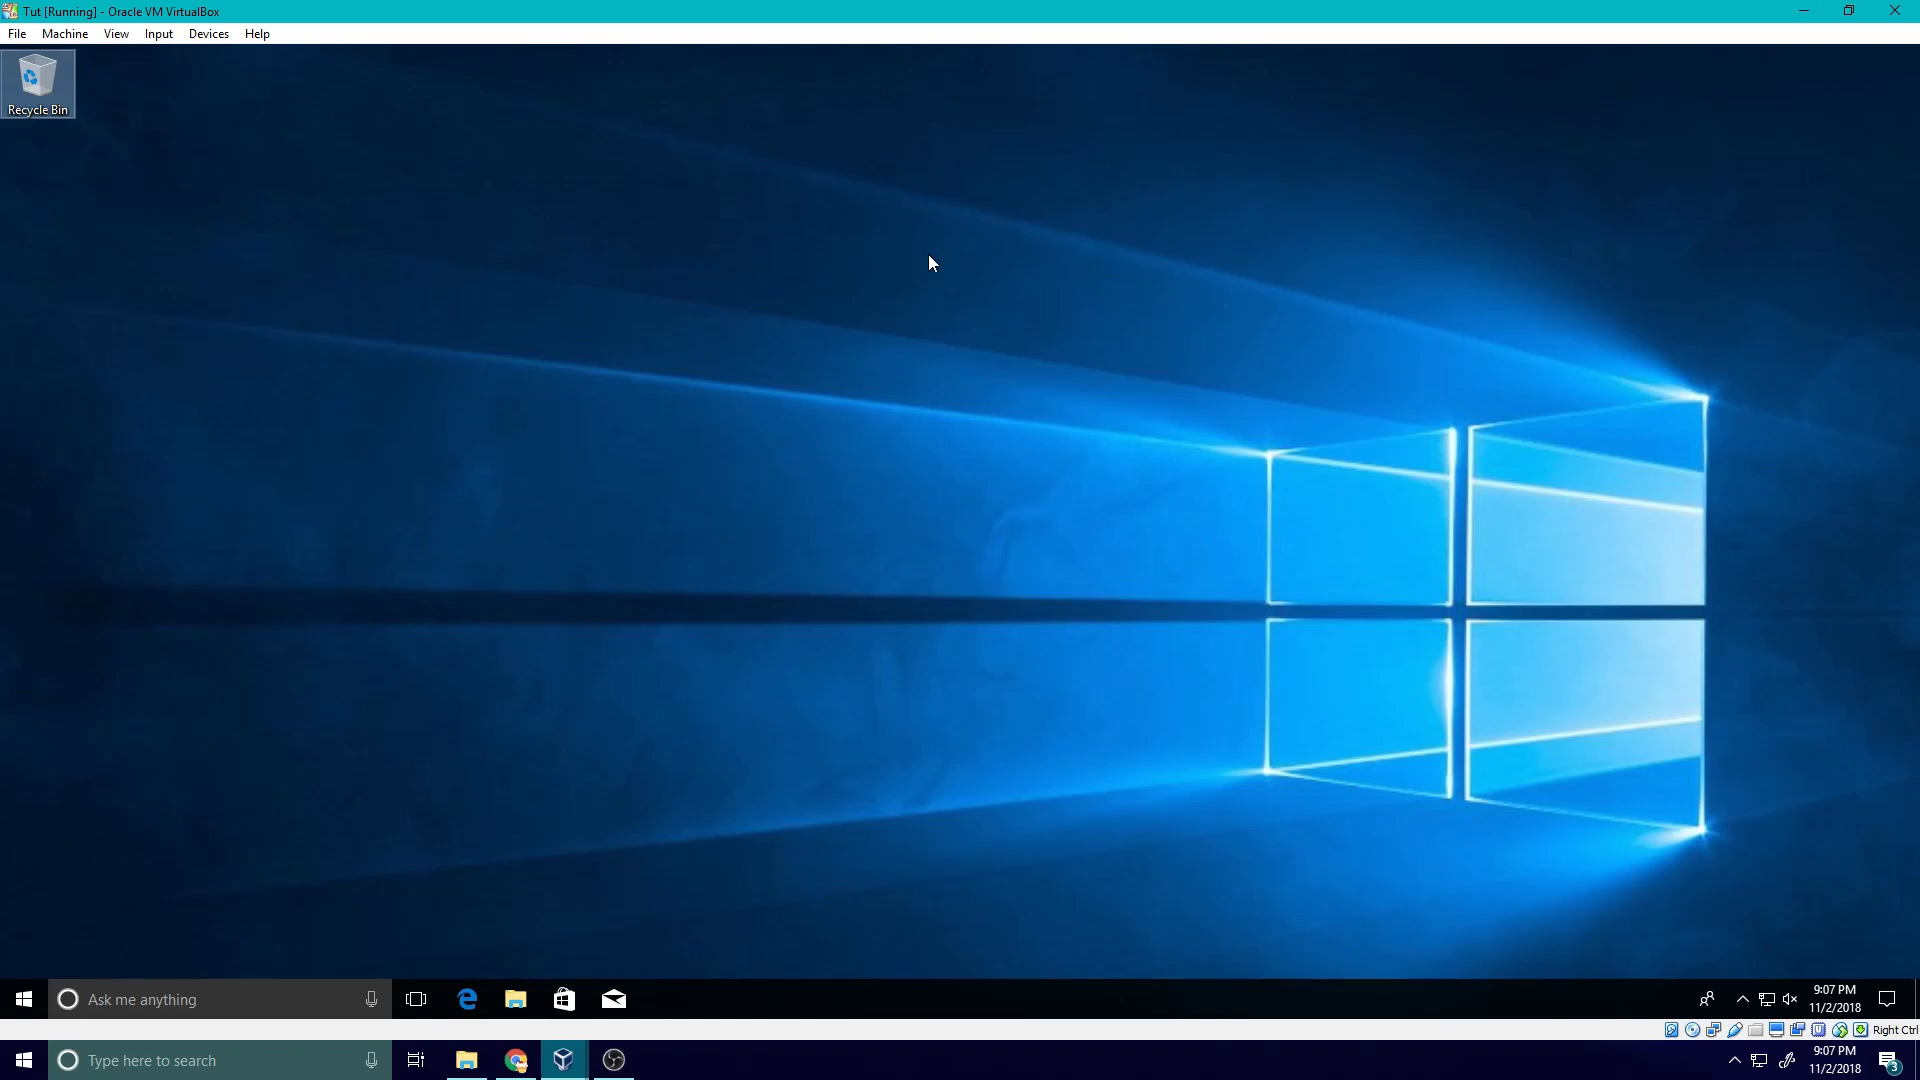 Tut [Running] - Oracle VM VirtualBox
File Machine View Input Devices Help
Recycle Bin
Ask me anything
9:07 PM
11/2/2018
Right Ctrl
Type here to search
9:07 PM
11/2/2018
3